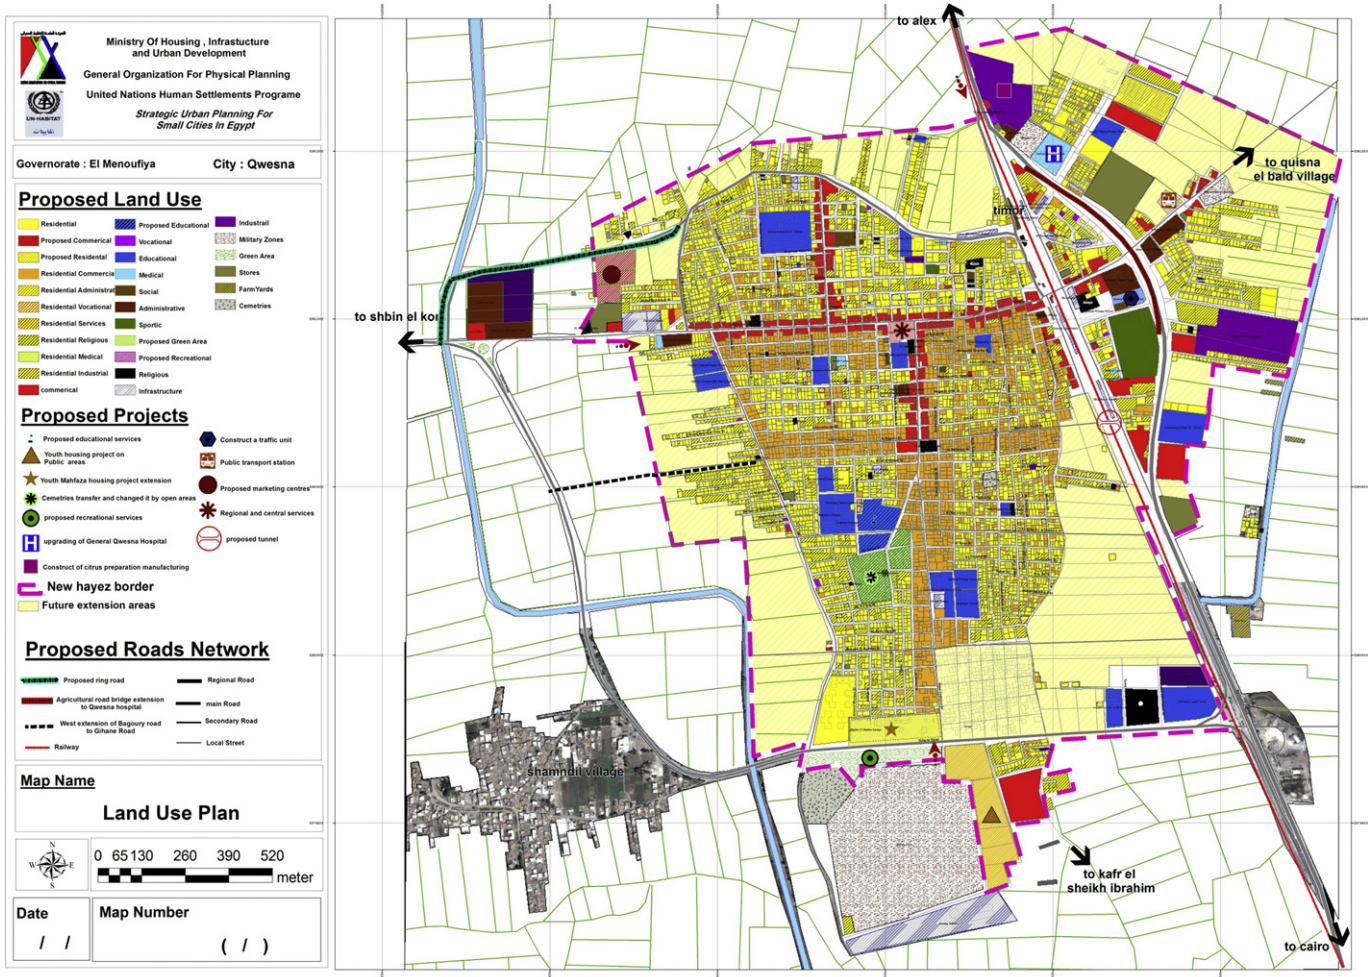 Ministry Of Housing , Infrastucture
and Urban Development
General Organization For Physical Planning
United Nations Human Settlements Programe
Strategic Urban Planning For
Small Cities In Egypt
UN-HABITAT
Governorate : El Menoufiya
City : Qwesna
Proposed Land Use
Residential
Proposed Commercial
Proposed Residental
Residential Commercia
Residential Administrat
Residentail Vocational
Residential Services
Residential Religious
Residential Medical
Residential Industrial
commerical
Proposed Educational
Vocational
Educational
Medical
Social
Administrative
Sportic
Proposed Green Area
Proposed Recreational
Religious
Infrastructure
Industrail
Military Zones
Green Area
Stores
FarmYards
Cemetries
Proposed Projects
Proposed educational services
Youth housing project on
Public areas
Youth Mahfaza housing project extension
Cemetries transfer and changed it by open areas
proposed recreational services
upgrading of General Qwesna Hospital
Construct of citrus preparation manufacturing
New hayez border
Future extension areas
Construct a traffic unit
Public transport station
Proposed marketing centres
Regional and central services
proposed tunnel
Proposed Roads Network
Proposed ring road
Agricultural road bridge extension
to Qwesna hospital
West extension of Bagoury road
to Gihane Road
Railway
Regional Road
main Road
Secondary Road
Local Street
Map Name
Land Use Plan
N
W E
S
0 65 130 260 390 520
meter
Date
/ /
Map Number
( / )
to alex
H
to quisna
el bald village
timor
to shbin el kom
shamndil village
to kafr el
sheikh ibrahim
to cairo